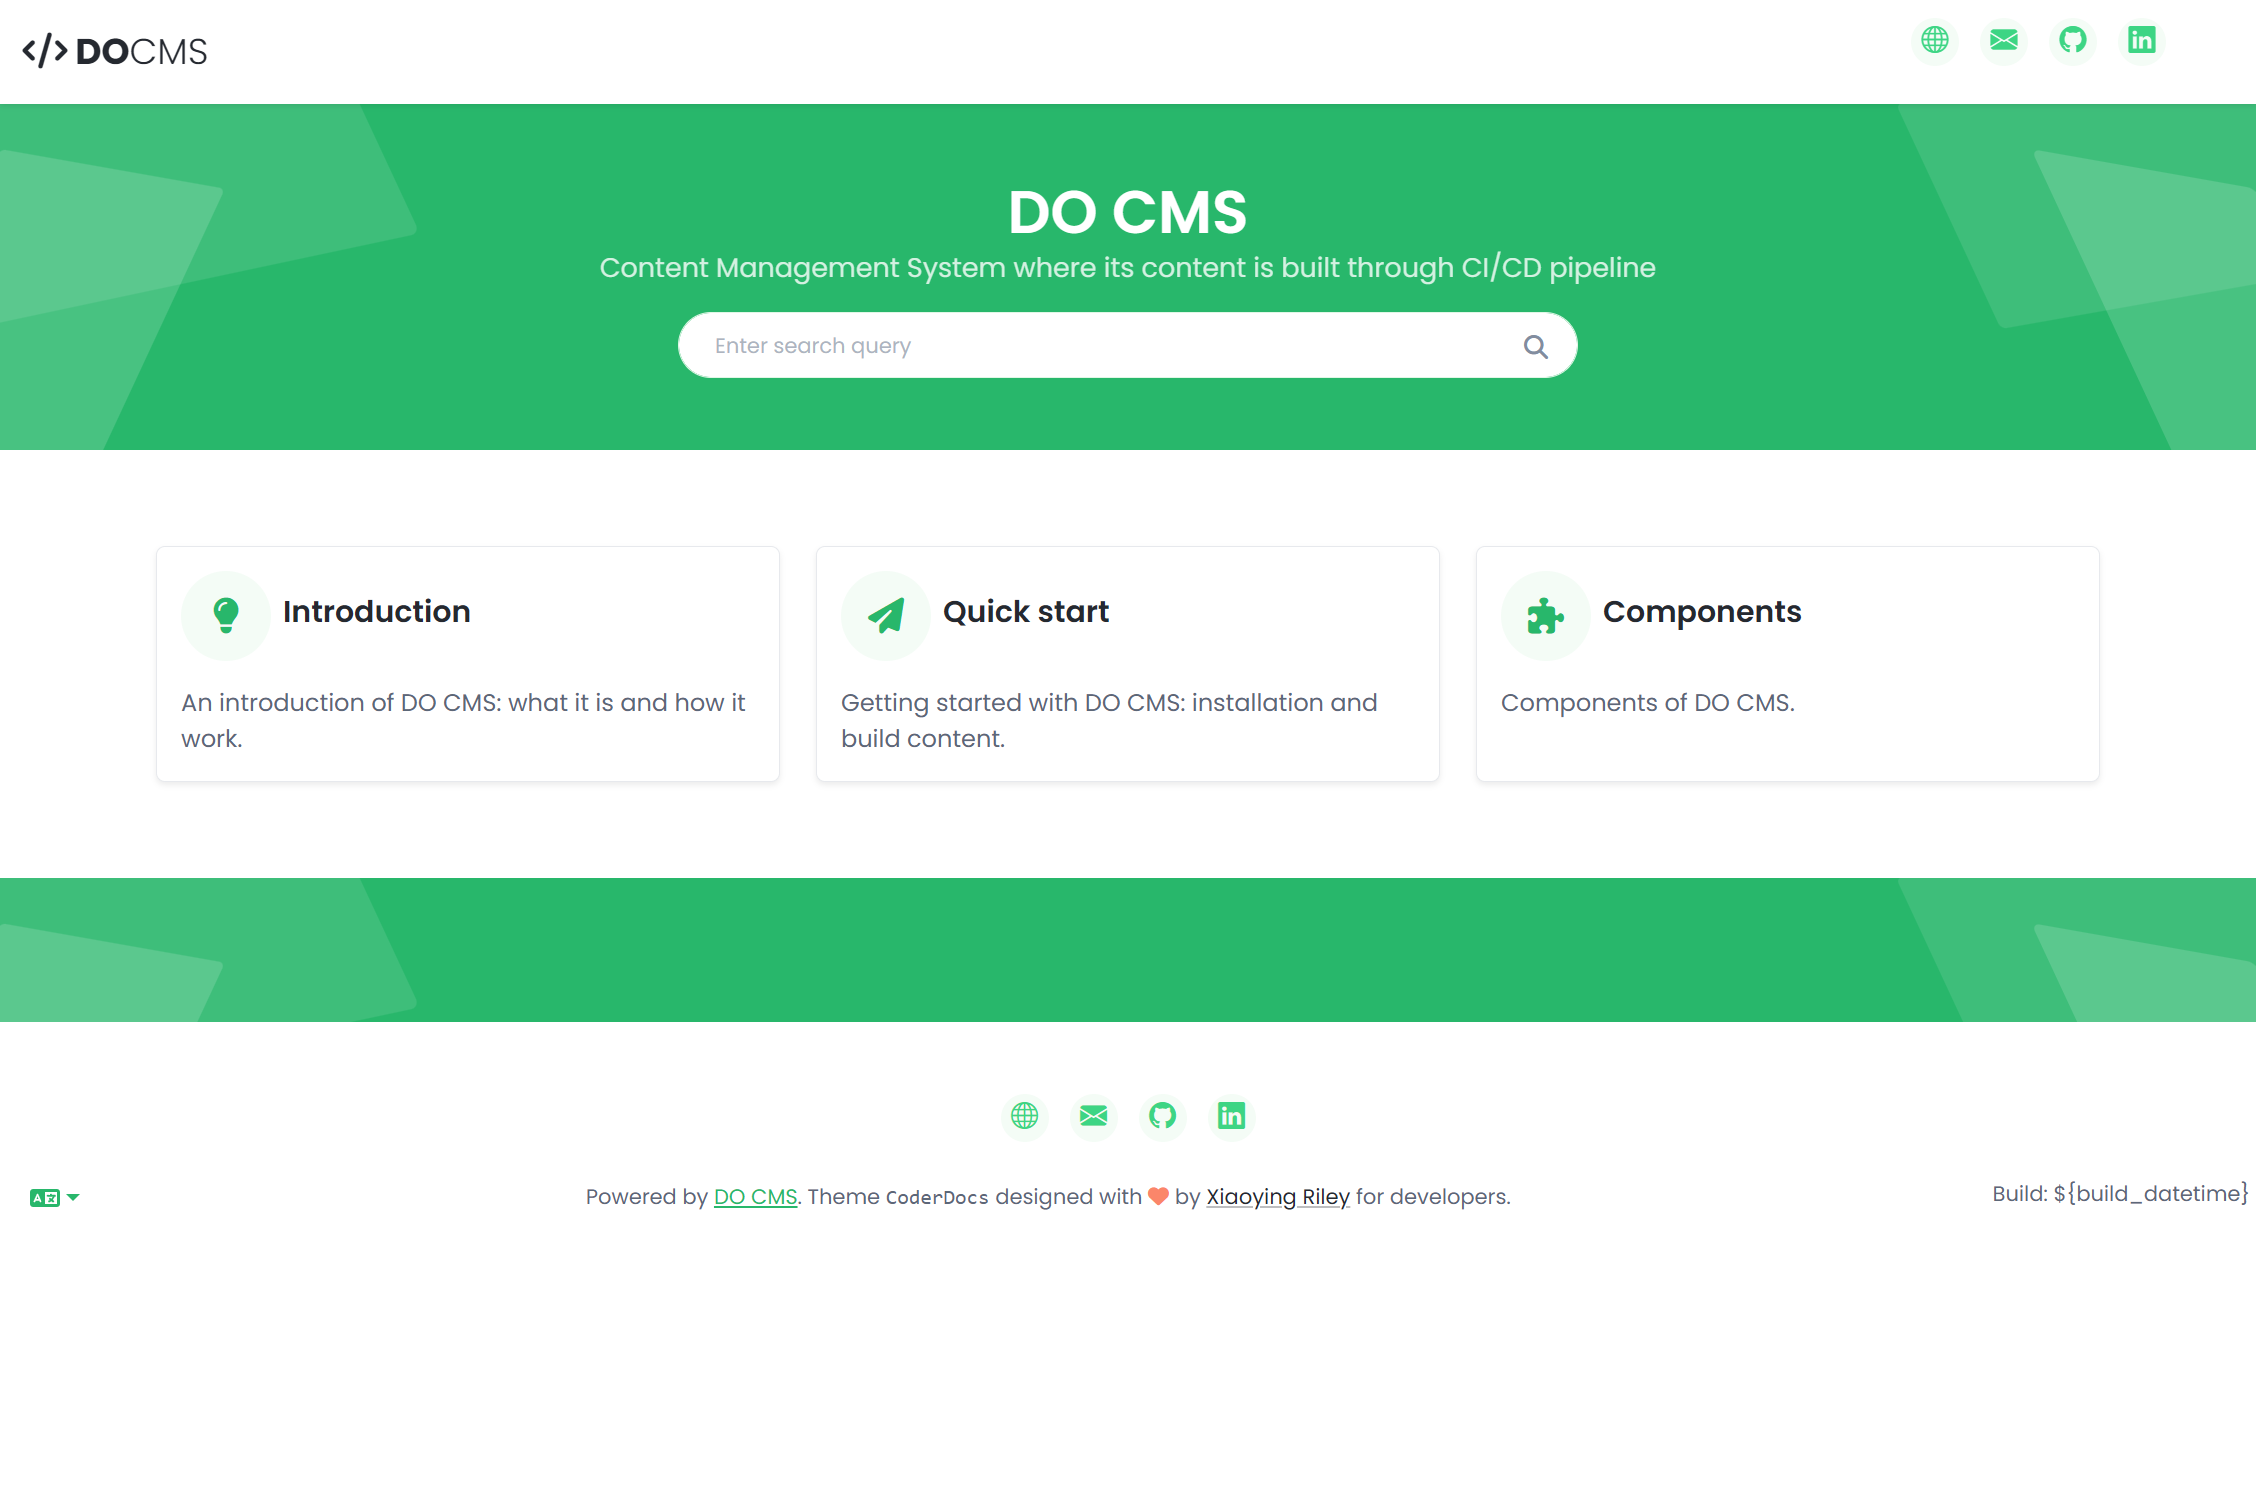 </> DOCMS
DO CMS
Content Management System where its content is built through CI/CD pipeline
Enter search query
Introduction
An introduction of DO CMS: what it is and how it
work.
Quick start
Getting started with DO CMS: installation and
build content.
Components
Components of DO CMS.
Powered by DO CMS. Theme CoderDocs designed with by Xiaoying Riley for developers.
Build: ${build_datetime}